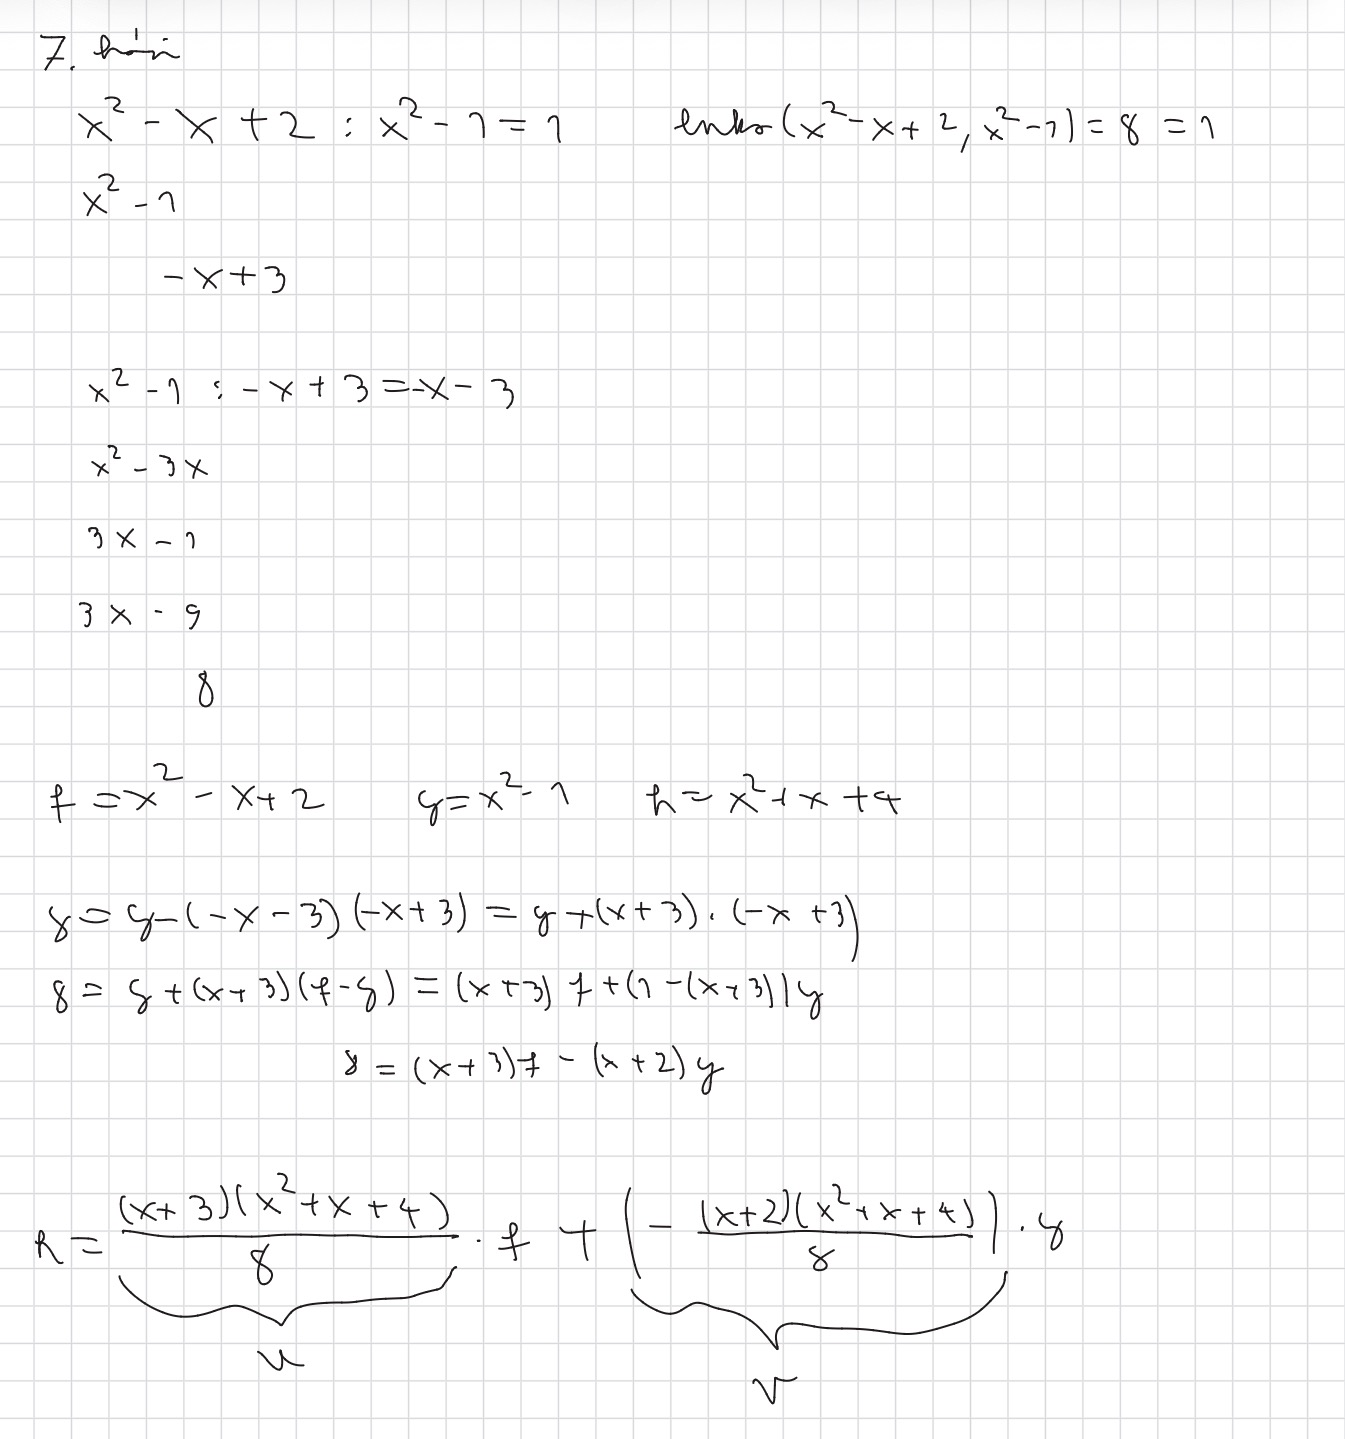 7. házi
x² - x + 2 : x² - 1 = 1 lnko(x² - x + 2, x² - 1) = 8 = 1
x² - 1
- x + 3
x² - 1 : - x + 3 = -x - 3
x² - 3x
3x - 1
3x - 9
8
f = x² - x + 2 g = x² - 1 h = x² + x + 4
8 = g - (-x - 3)(-x + 3) = g + (x + 3) · (-x + 3)
8 = g + (x + 3)(f - g) = (x + 3) f + (1 - (x + 3)) g
8 = (x + 3) f - (x + 2) g
h = (x + 3)(x² + x + 4) / 8 · f + ( - (x + 2)(x² + x + 4) / 8 ) · g
u v